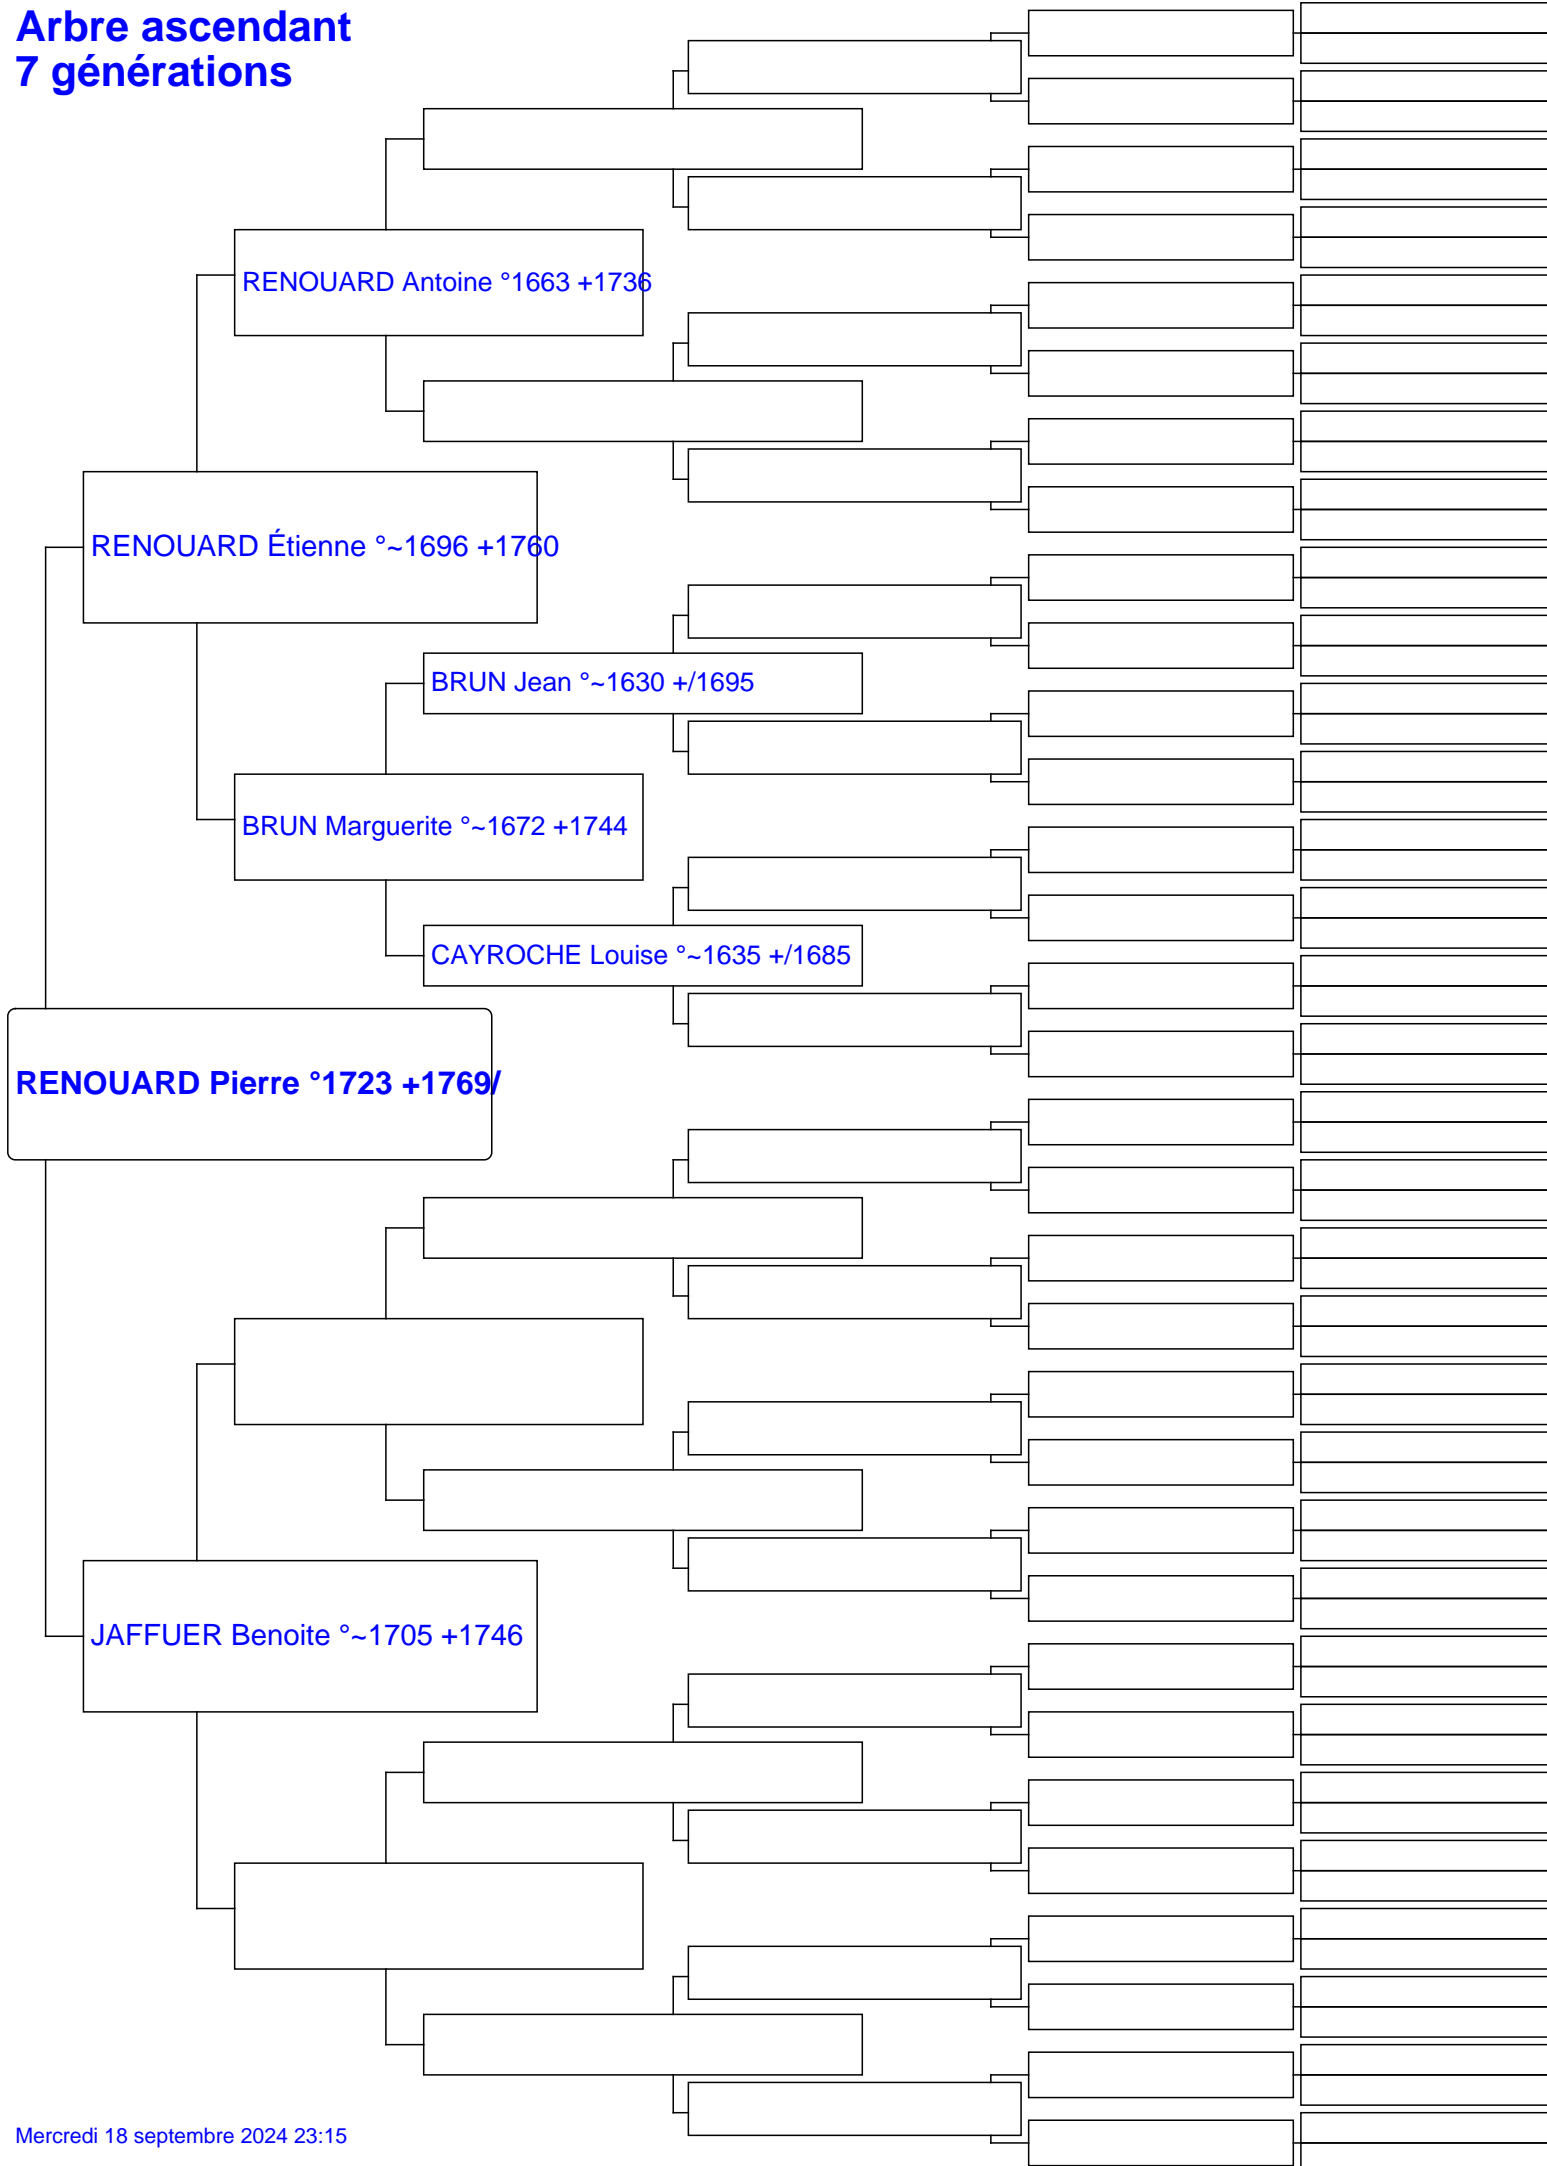 Arbre ascendant
7 générations
RENOUARD Antoine °1663 +1736
RENOUARD Étienne °~1696 +1760
BRUN Jean °~1630 +/1695
BRUN Marguerite °~1672 +1744
CAYROCHE Louise °~1635 +/1685
RENOUARD Pierre °1723 +1769/
JAFFUER Benoite °~1705 +1746
Mercredi 18 septembre 2024 23:15